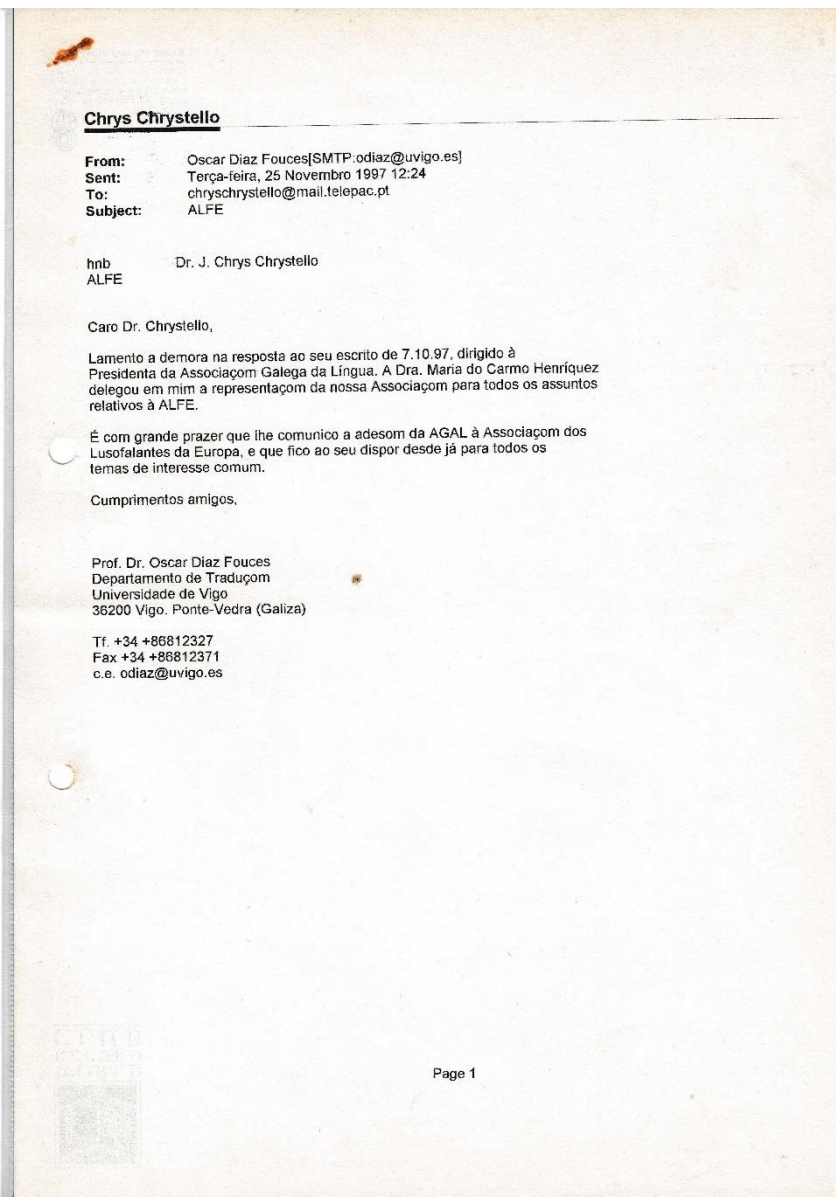 Chrys Chrystello
From: Oscar Diaz Fouces[SMTP:odiaz@uvigo.es]
Sent: Terça-feira, 25 Novembro 1997 12:24
To: chryschrystello@mail.telepac.pt
Subject: ALFE
hnb Dr. J. Chrys Chrystello
ALFE
Caro Dr. Chrystello,
Lamento a demora na resposta ao seu escrito de 7.10.97, dirigido à
Presidenta da Associaçom Galega da Língua. A Dra. Maria do Carmo Henríquez
delegou em mim a representaçom da nossa Associaçom para todos os assuntos
relativos à ALFE.
É com grande prazer que lhe comunico a adesom da AGAL à Associaçom dos
Lusofalantes da Europa, e que fico ao seu dispor desde já para todos os
temas de interesse comum.
Cumprimentos amigos,
Prof. Dr. Oscar Diaz Fouces
Departamento de Traduçom
Universidade de Vigo
36200 Vigo. Ponte-Vedra (Galiza)
Tf. +34 +86812327
Fax +34 +86812371
c.e. odiaz@uvigo.es
Page 1